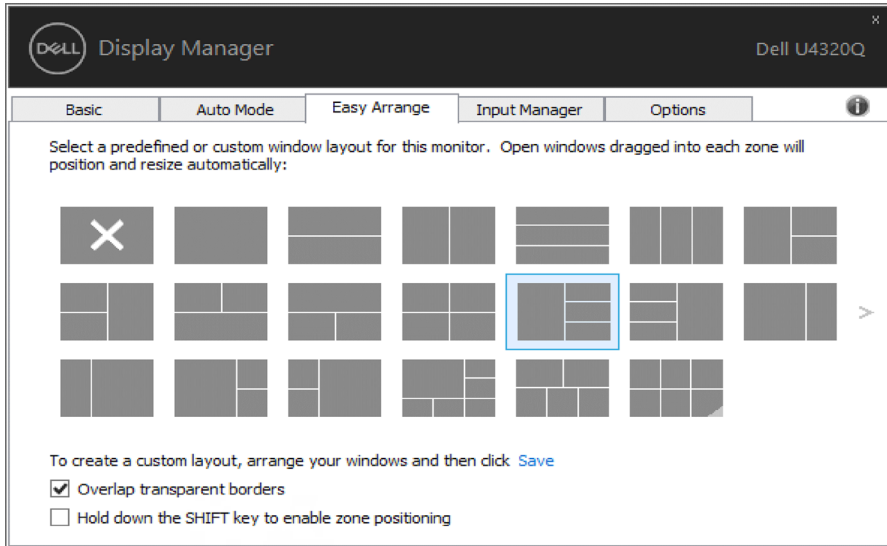 DELL Display Manager
x
Dell U4320Q
Basic
Auto Mode
Easy Arrange
Input Manager
Options
i
Select a predefined or custom window layout for this monitor. Open windows dragged into each zone will
position and resize automatically:
>
To create a custom layout, arrange your windows and then click Save
Overlap transparent borders
Hold down the SHIFT key to enable zone positioning